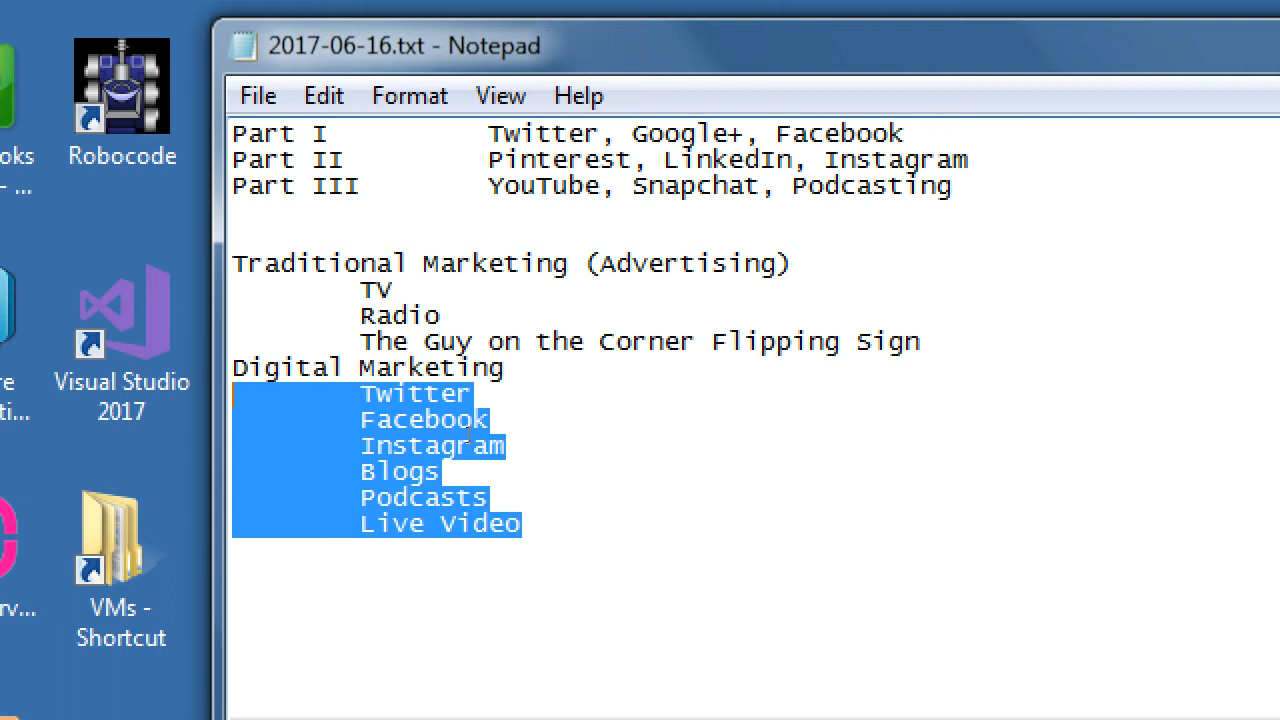 2017-06-16.txt - Notepad
File Edit Format View Help
Part I Twitter, Google+, Facebook
Part II Pinterest, LinkedIn, Instagram
Part III YouTube, Snapchat, Podcasting
Traditional Marketing (Advertising)
TV
Radio
The Guy on the Corner Flipping Sign
Digital Marketing
Twitter
Facebook
Instagram
Blogs
Podcasts
Live Video
Robocode
Visual Studio
2017
VMs -
Shortcut